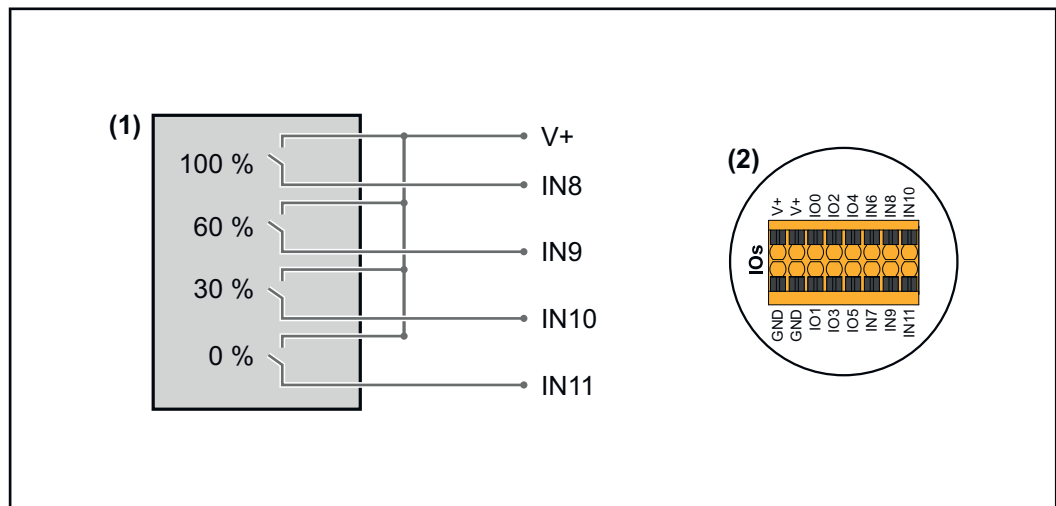 (1)
100 %
60 %
30 %
0 %
V+
IN8
IN9
IN10
IN11
(2)
V+
V+
IO0
IO2
IO4
IN6
IN8
IN10
IOs
GND
GND
IO1
IO3
IO5
IN7
IN9
IN11